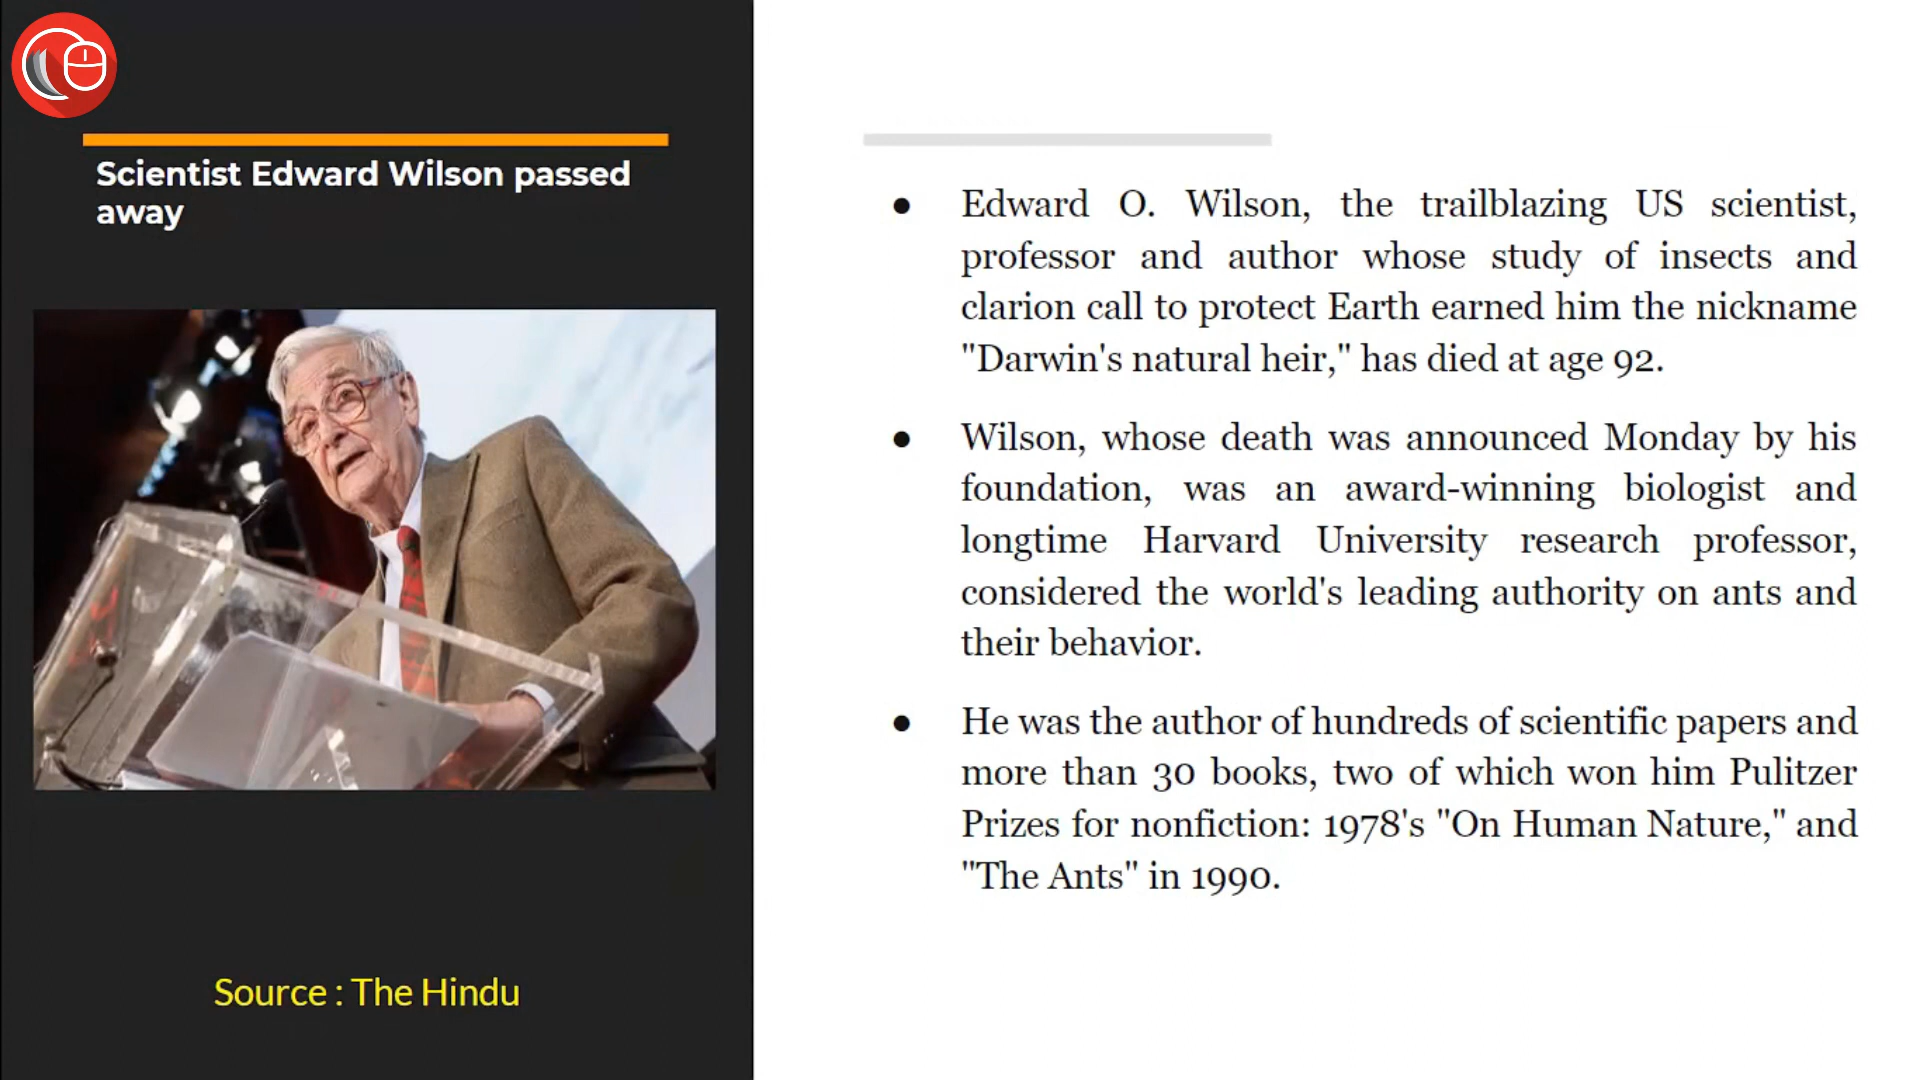 Scientist Edward Wilson passed
away
Source : The Hindu
● Edward O. Wilson, the trailblazing US scientist,
professor and author whose study of insects and
clarion call to protect Earth earned him the nickname
"Darwin's natural heir," has died at age 92.
● Wilson, whose death was announced Monday by his
foundation, was an award-winning biologist and
longtime Harvard University research professor,
considered the world's leading authority on ants and
their behavior.
● He was the author of hundreds of scientific papers and
more than 30 books, two of which won him Pulitzer
Prizes for nonfiction: 1978's "On Human Nature," and
"The Ants" in 1990.